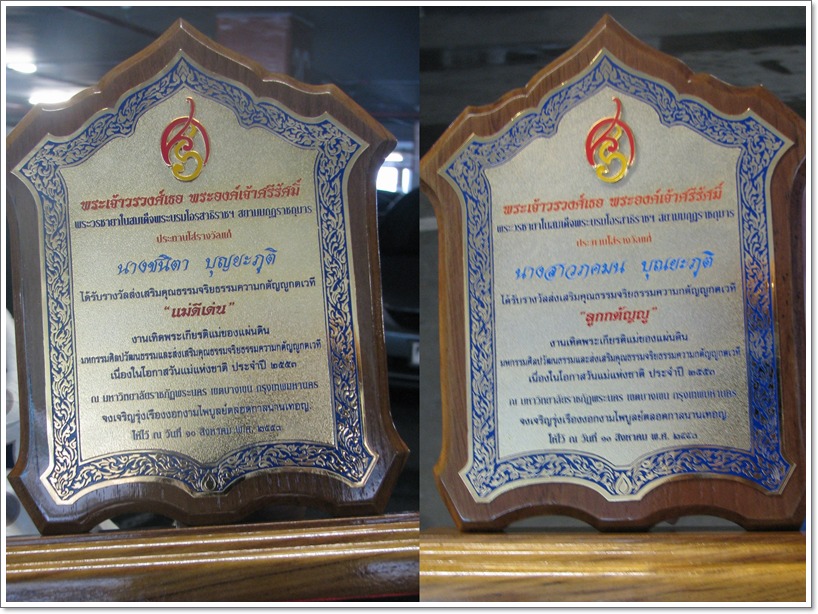 พระเจ้าวรวงศ์เธอ พระองค์เจ้าศรีรัศมิ์
พระวรชายาในสมเด็จพระบรมโอรสาธิราชฯ สยามมกุฎราชกุมาร
ประทานโล่รางวัลแก่
นางชนิตา บุญยะภูติ
ได้รับรางวัลส่งเสริมคุณธรรมจริยธรรมความกตัญญูกตเวที
"แม่ดีเด่น"
งานเทิดพระเกียรติแม่ของแผ่นดิน
มหกรรมศิลปวัฒนธรรมและส่งเสริมคุณธรรมจริยธรรมความกตัญญูกตเวที
เนื่องในโอกาสวันแม่แห่งชาติ ประจำปี ๒๕๕๓
ณ มหาวิทยาลัยราชภัฏพระนคร เขตบางเขน กรุงเทพมหานคร
จงเจริญรุ่งเรืองงอกงามไพบูลย์ตลอดกาลนานเทอญ
ให้ไว้ ณ วันที่ ๑๐ สิงหาคม พ.ศ. ๒๕๕๓
พระเจ้าวรวงศ์เธอ พระองค์เจ้าศรีรัศมิ์
พระวรชายาในสมเด็จพระบรมโอรสาธิราชฯ สยามมกุฎราชกุมาร
ประทานโล่รางวัลแก่
นางสาวภคมน บุณยะภูติ
ได้รับรางวัลส่งเสริมคุณธรรมจริยธรรมความกตัญญูกตเวที
"ลูกกตัญญู"
งานเทิดพระเกียรติแม่ของแผ่นดิน
มหกรรมศิลปวัฒนธรรมและส่งเสริมคุณธรรมจริยธรรมความกตัญญูกตเวที
เนื่องในโอกาสวันแม่แห่งชาติ ประจำปี ๒๕๕๓
ณ มหาวิทยาลัยราชภัฏพระนคร เขตบางเขน กรุงเทพมหานคร
จงเจริญรุ่งเรืองงอกงามไพบูลย์ตลอดกาลนานเทอญ
ให้ไว้ ณ วันที่ ๑๐ สิงหาคม พ.ศ. ๒๕๕๓